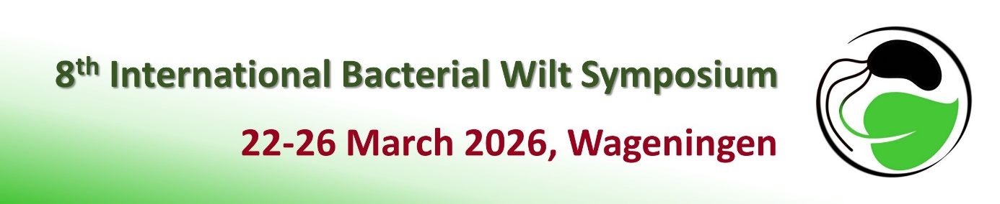 8th International Bacterial Wilt Symposium
22-26 March 2026, Wageningen